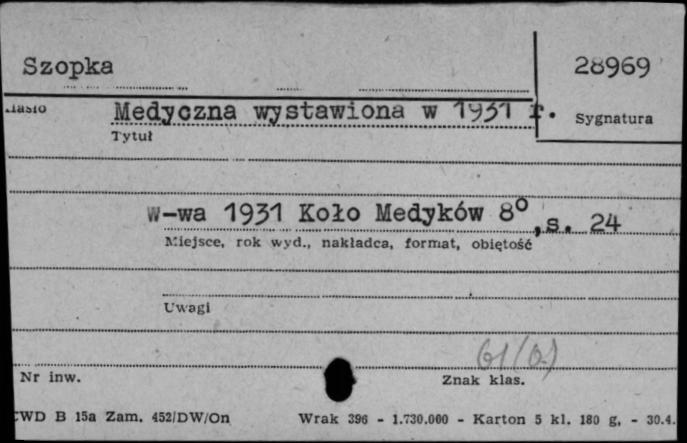 Szopka
28969
Hasło
Medyczna wystawiona w 1931 r.
Sygnatura
Tytuł
W-wa 1931 Koło Medyków 8°, s. 24
Miejsce, rok wyd., nakładca, format, objętość
Uwagi
61(0)
Nr inw.
Znak klas.
CWD B 15a Zam. 452/DW/On Wrak 396 - 1.730.000 - Karton 5 kl. 180 g. - 30.4.